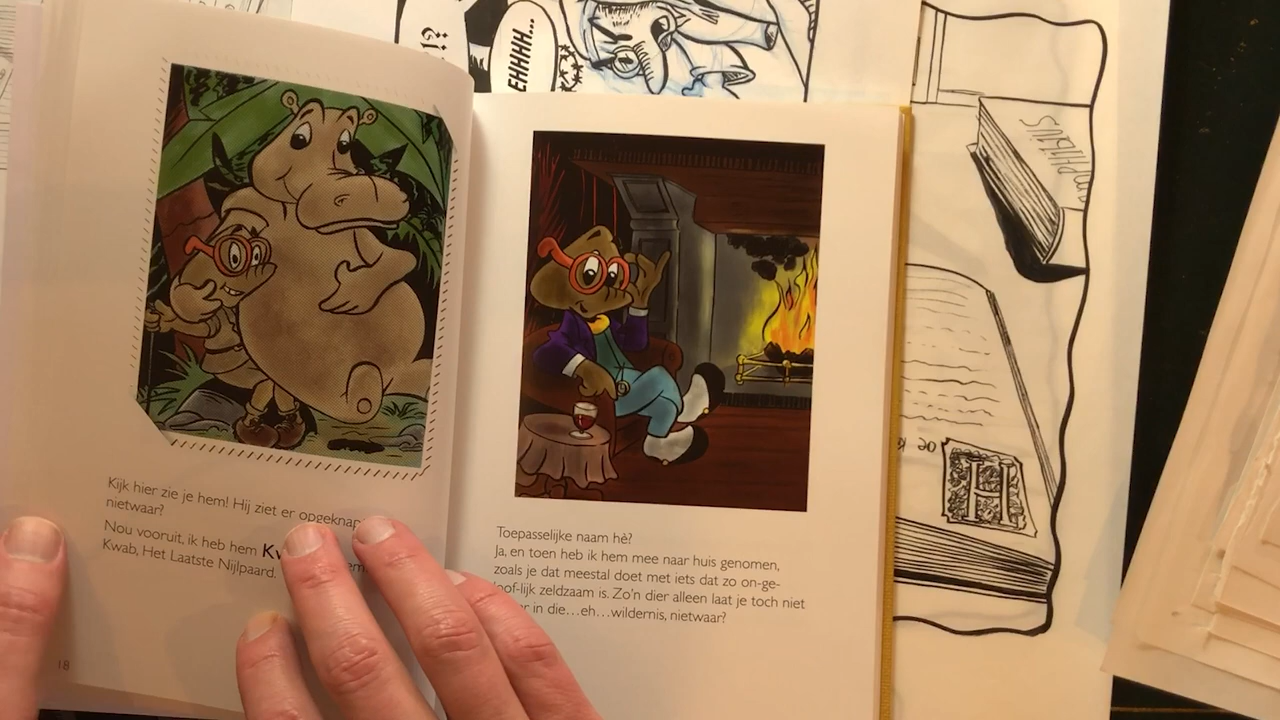 !?
EHHHH...
Kijk hier zie je hem! Hij ziet er opgeknap
nietwaar?
Nou vooruit, ik heb hem
Kwab, Het Laatste Nijlpaard.
18
Toepasselijke naam hè?
Ja, en toen heb ik hem mee naar huis genomen,
zoals je dat meestal doet met iets dat zo on-ge-
loof-lijk zeldzaam is. Zo'n dier alleen laat je toch niet
in die...eh...wildernis, nietwaar?
H